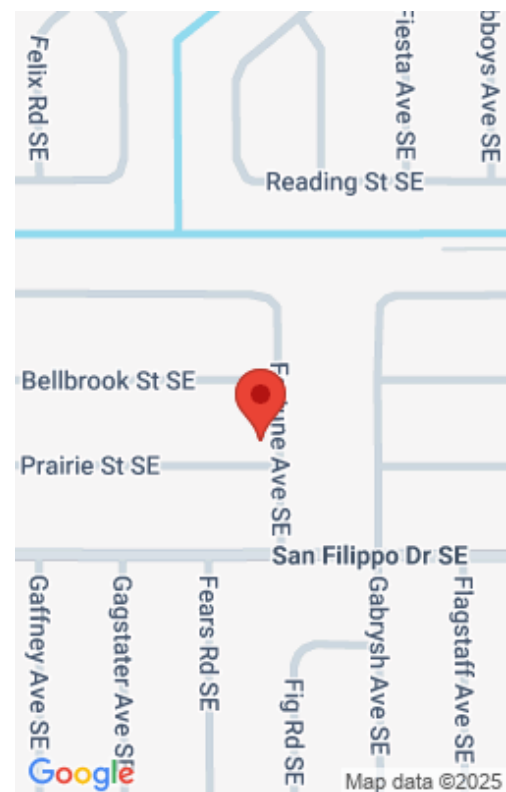 Felix Rd SE
Fiesta Ave SE
Reading St SE
Bellbrook St SE
Prairie St SE
San Filippo Dr SE
Gaffney Ave SE
Gagstater Ave SE
Fears Rd SE
Fig Rd SE
Gabrysh Ave SE
Flagstaff Ave SE
Google
Map data ©2025